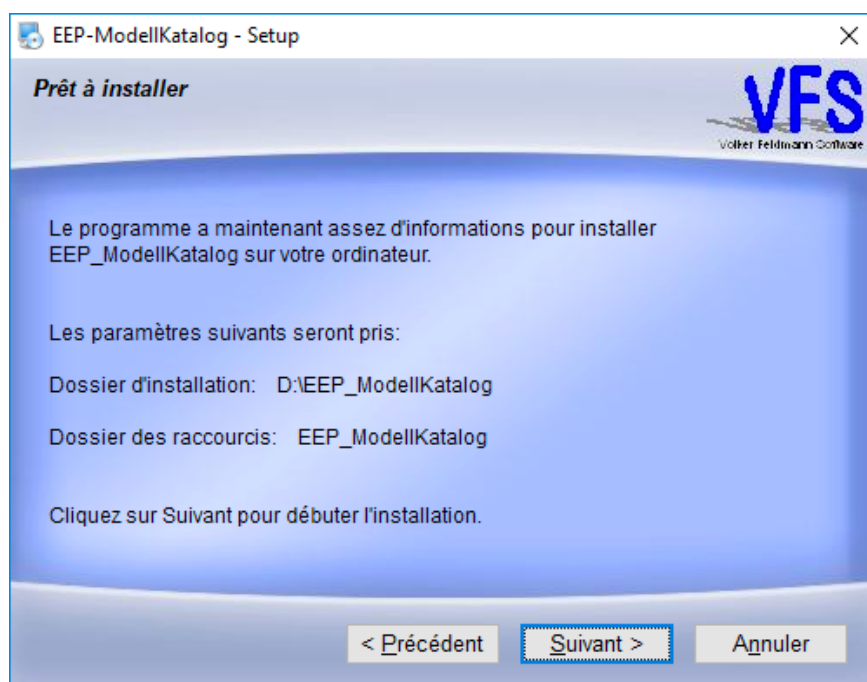 EEP-ModellKatalog - Setup
Prêt à installer
VFS
Volker Feldmann Software
Le programme a maintenant assez d'informations pour installer
EEP_ModellKatalog sur votre ordinateur.
Les paramètres suivants seront pris:
Dossier d'installation: D:\EEP_ModellKatalog
Dossier des raccourcis: EEP_ModellKatalog
Cliquez sur Suivant pour débuter l'installation.
< Précédent Suivant > Annuler